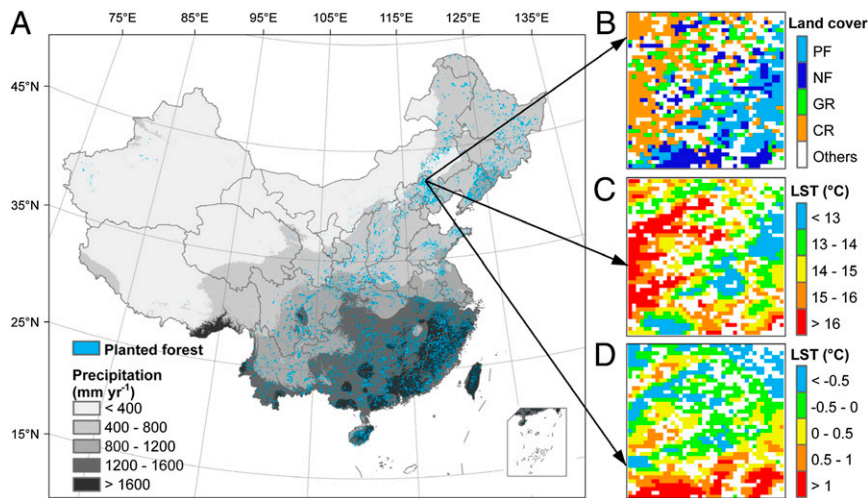 A
75°E
85°E
95°E
105°E
115°E
125°E
135°E
45°N
35°N
25°N
15°N
Planted forest
Precipitation
(mm yr-1)
< 400
400 - 800
800 - 1200
1200 - 1600
> 1600
B
Land cover
PF
NF
GR
CR
Others
C
LST (°C)
< 13
13 - 14
14 - 15
15 - 16
> 16
D
LST (°C)
< -0.5
-0.5 - 0
0 - 0.5
0.5 - 1
> 1